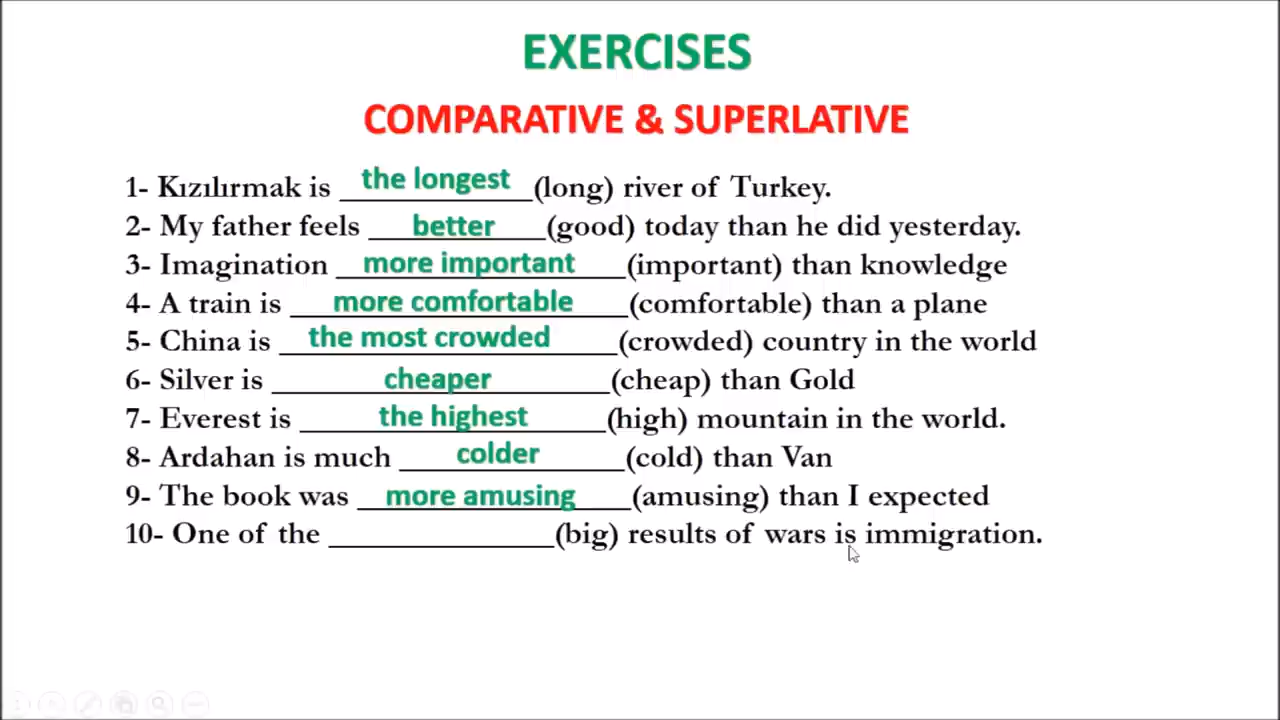 EXERCISES
COMPARATIVE & SUPERLATIVE
1- Kızılırmak is the longest (long) river of Turkey.
2- My father feels better (good) today than he did yesterday.
3- Imagination more important (important) than knowledge
4- A train is more comfortable (comfortable) than a plane
5- China is the most crowded (crowded) country in the world
6- Silver is cheaper (cheap) than Gold
7- Everest is the highest (high) mountain in the world.
8- Ardahan is much colder (cold) than Van
9- The book was more amusing (amusing) than I expected
10- One of the _______________ (big) results of wars is immigration.